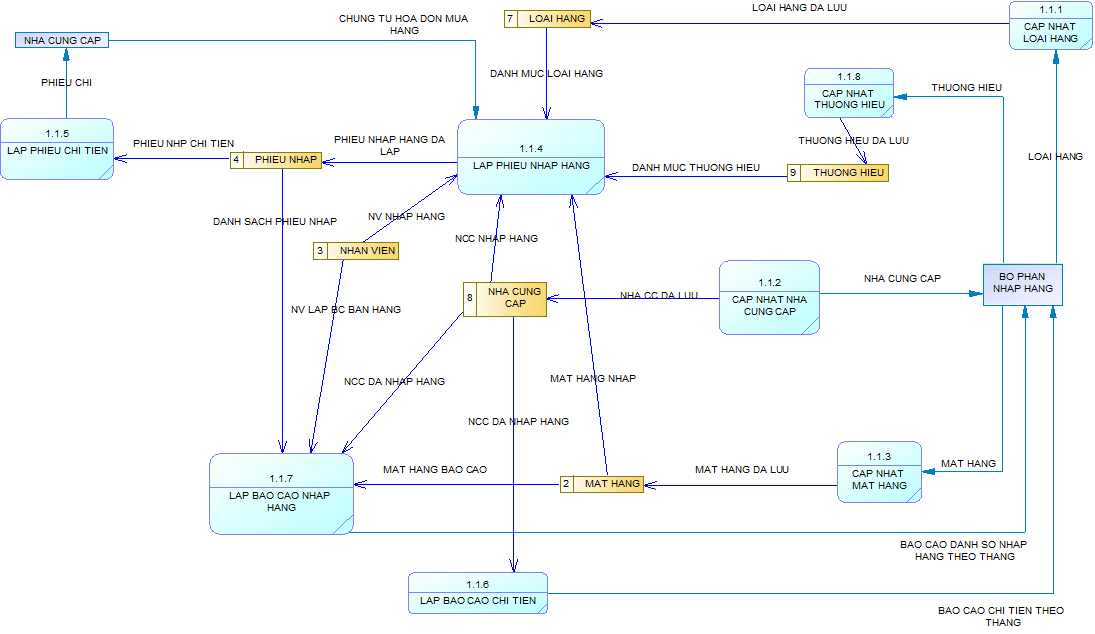 LOAI HANG DA LUU
1.1.1
CAP NHAT
LOAI HANG
CHUNG TU HOA DON MUA
HANG
7 LOAI HANG
NHA CUNG CAP
DANH MUC LOAI HANG
1.1.8
CAP NHAT
THUONG HIEU
THUONG HIEU
PHIEU CHI
1.1.5
LAP PHIEU CHI TIEN
PHIEU NHP CHI TIEN
4 PHIEU NHAP
PHIEU NHAP HANG DA
LAP
1.1.4
LAP PHIEU NHAP HANG
THUONG HIEU DA LUU
DANH MUC THUONG HIEU
9 THUONG HIEU
LOAI HANG
DANH SACH PHIEU NHAP
NV NHAP HANG
NCC NHAP HANG
3 NHAN VIEN
8 NHA CUNG
CAP
NHA CC DA LUU
1.1.2
CAP NHAT NHA
CUNG CAP
NHA CUNG CAP
BO PHAN
NHAP HANG
NV LAP BC BAN HANG
NCC DA NHAP HANG
MAT HANG NHAP
NCC DA NHAP HANG
1.1.7
LAP BAO CAO NHAP
HANG
MAT HANG BAO CAO
2 MAT HANG
MAT HANG DA LUU
1.1.3
CAP NHAT
MAT HANG
MAT HANG
BAO CAO DANH SO NHAP
HANG THEO THANG
1.1.6
LAP BAO CAO CHI TIEN
BAO CAO CHI TIEN THEO
THANG